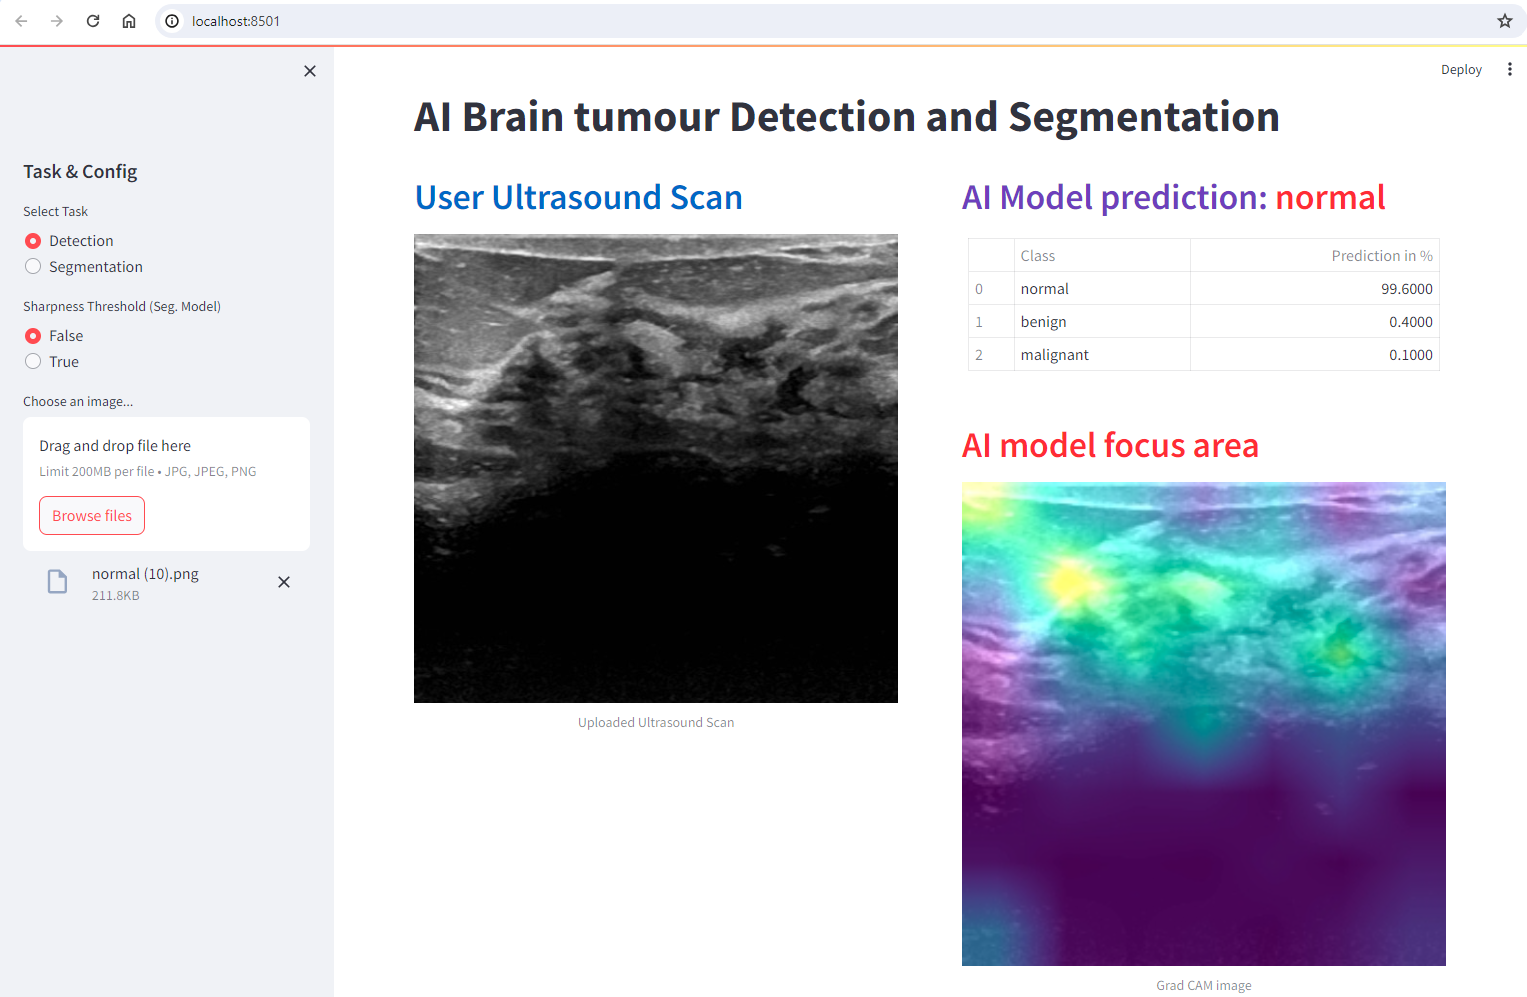 localhost:8501
Deploy
Task & Config
Select Task
Detection
Segmentation
Sharpness Threshold (Seg. Model)
False
True
Choose an image...
Drag and drop file here
Limit 200MB per file • JPG, JPEG, PNG
Browse files
normal (10).png
211.8KB
AI Brain tumour Detection and Segmentation
User Ultrasound Scan
Uploaded Ultrasound Scan
AI Model prediction: normal
Class Prediction in %
0 normal 99.6000
1 benign 0.4000
2 malignant 0.1000
AI model focus area
Grad CAM image